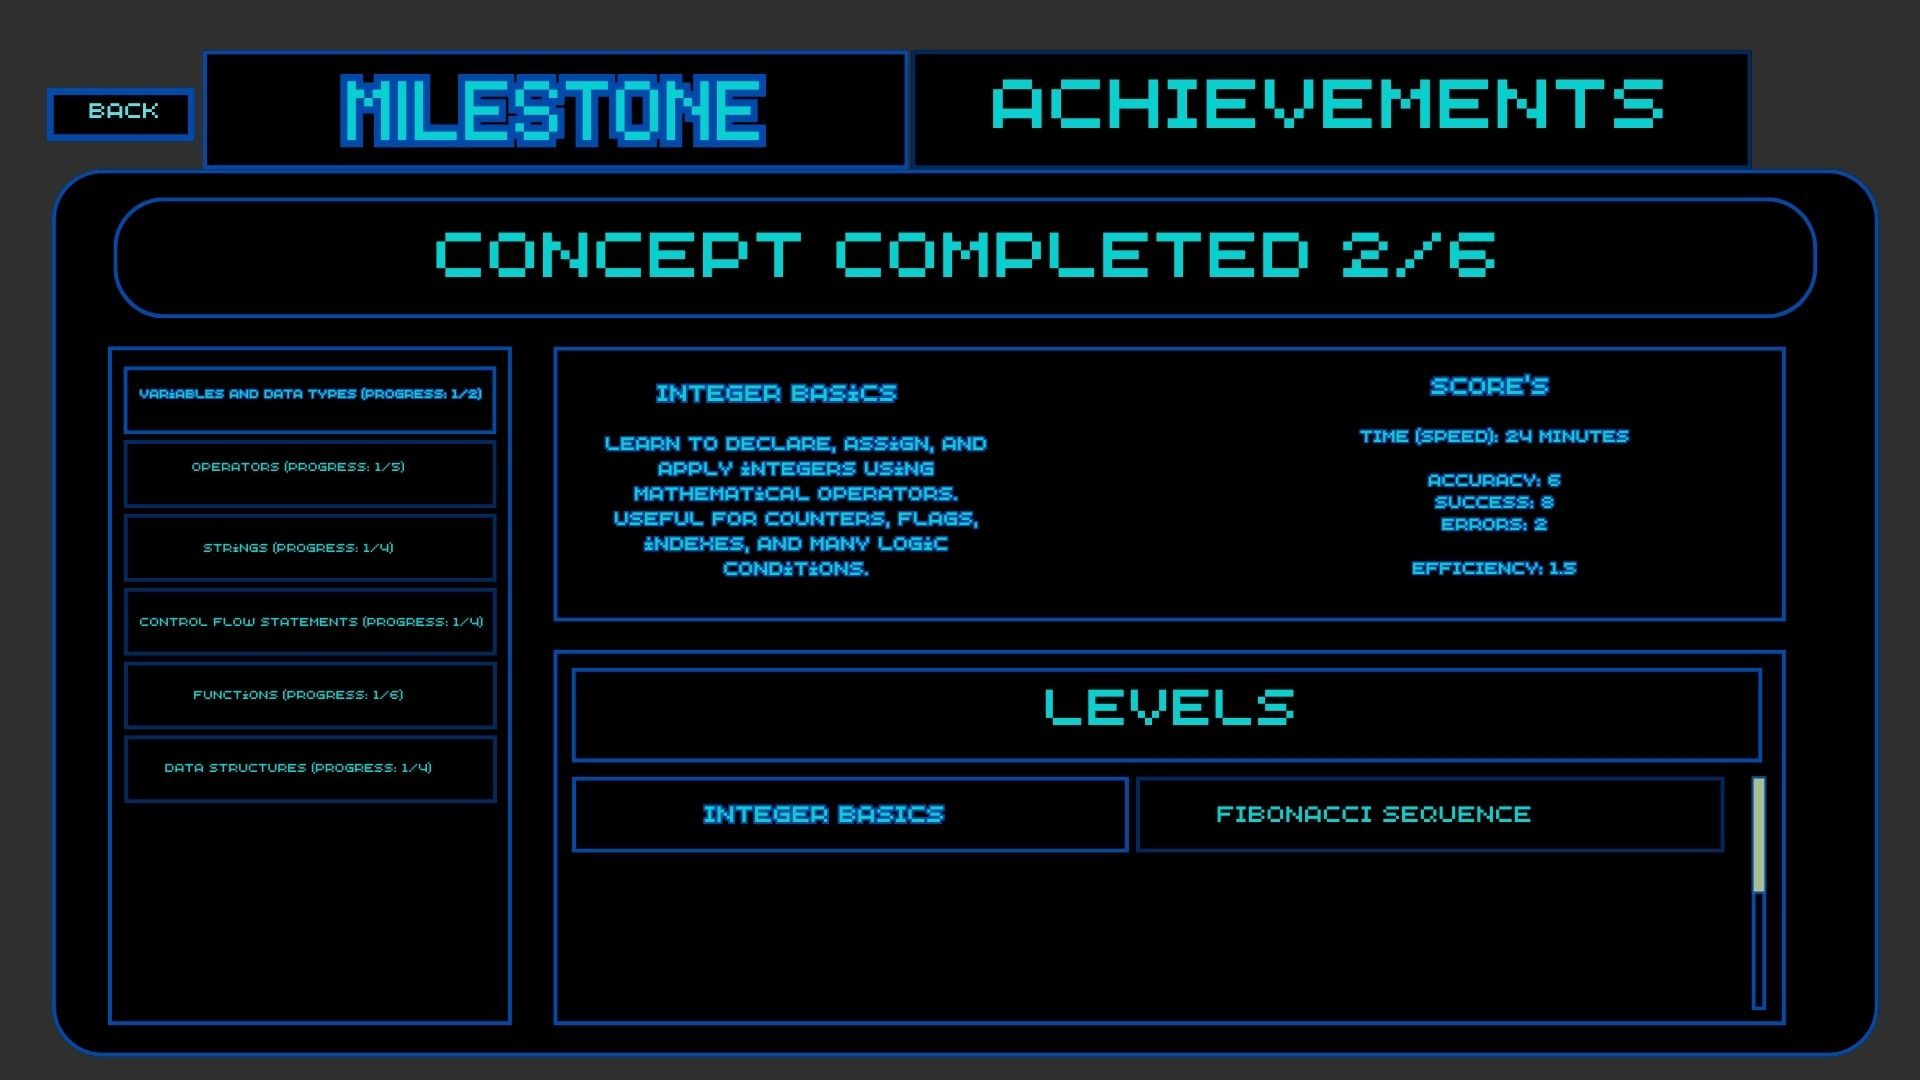 BACK
MILESTONE
ACHIEVEMENTS
CONCEPT COMPLETED 2/6
VARIABLES AND DATA TYPES (PROGRESS: 1/2)
OPERATORS (PROGRESS: 1/5)
STRINGS (PROGRESS: 1/4)
CONTROL FLOW STATEMENTS (PROGRESS: 1/4)
FUNCTIONS (PROGRESS: 1/6)
DATA STRUCTURES (PROGRESS: 1/4)
INTEGER BASICS
LEARN TO DECLARE, ASSIGN, AND
APPLY INTEGERS USING
MATHEMATICAL OPERATORS.
USEFUL FOR COUNTERS, FLAGS,
INDEXES, AND MANY LOGIC
CONDITIONS.
SCORE'S
TIME (SPEED): 24 MINUTES
ACCURACY: 6
SUCCESS: 8
ERRORS: 2
EFFICIENCY: 1.5
LEVELS
INTEGER BASICS
FIBONACCI SEQUENCE